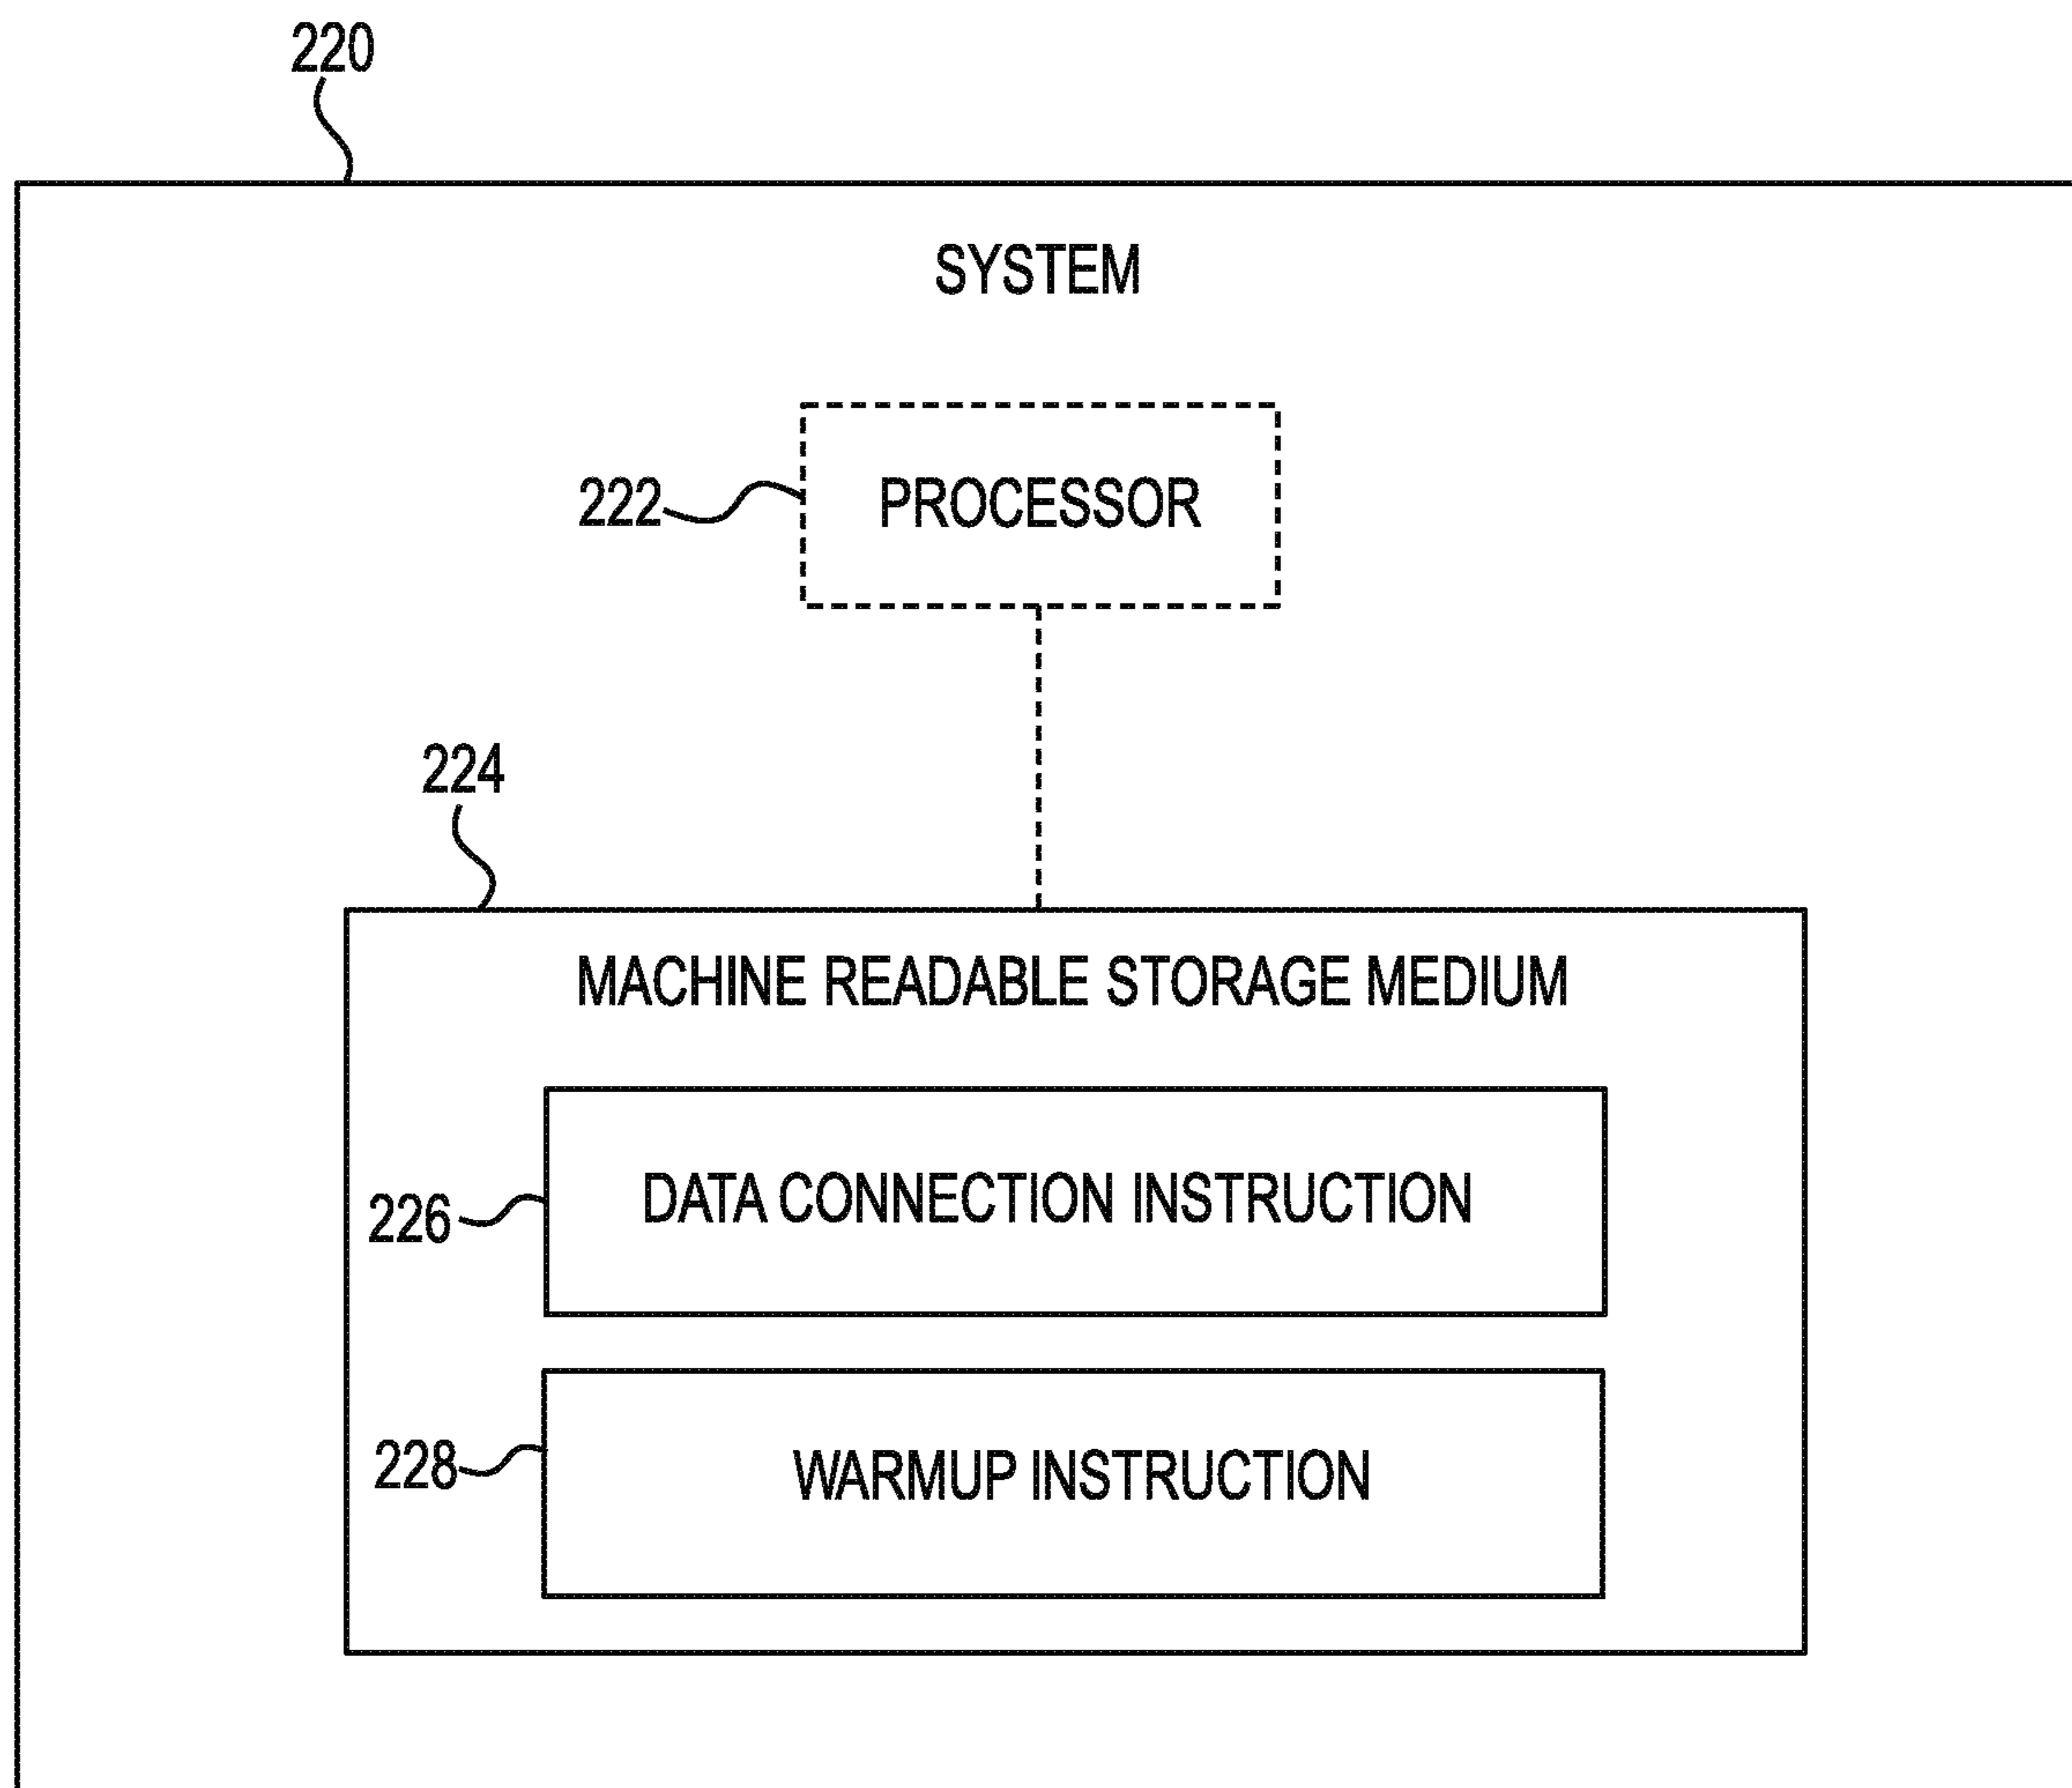 220
SYSTEM
222
PROCESSOR
224
MACHINE READABLE STORAGE MEDIUM
226
DATA CONNECTION INSTRUCTION
228
WARMUP INSTRUCTION